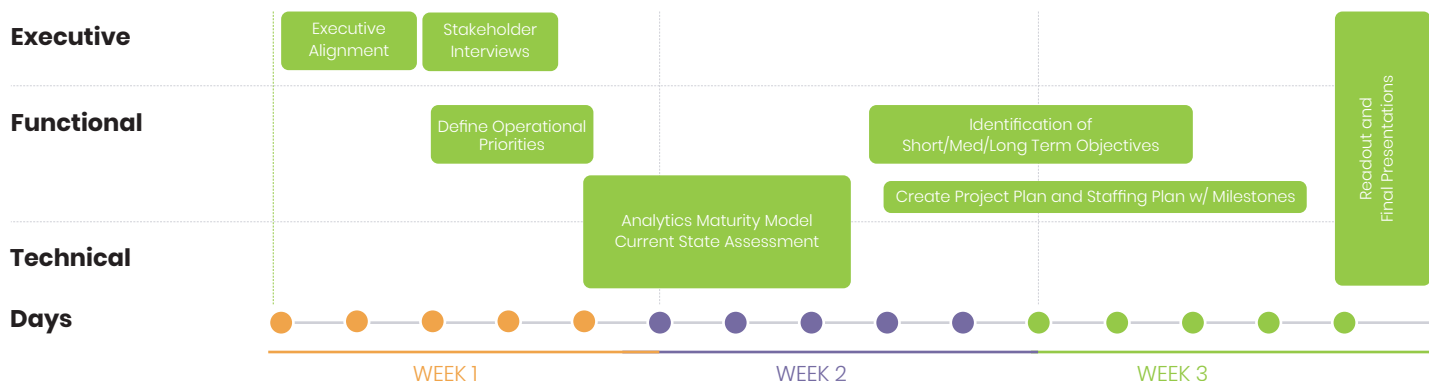 Executive
Executive
Alignment
Stakeholder
Interviews
Functional
Define Operational
Priorities
Identification of
Short/Med/Long Term Objectives
Create Project Plan and Staffing Plan w/ Milestones
Analytics Maturity Model
Current State Assessment
Readout and
Final Presentations
Technical
Days
WEEK 1
WEEK 2
WEEK 3